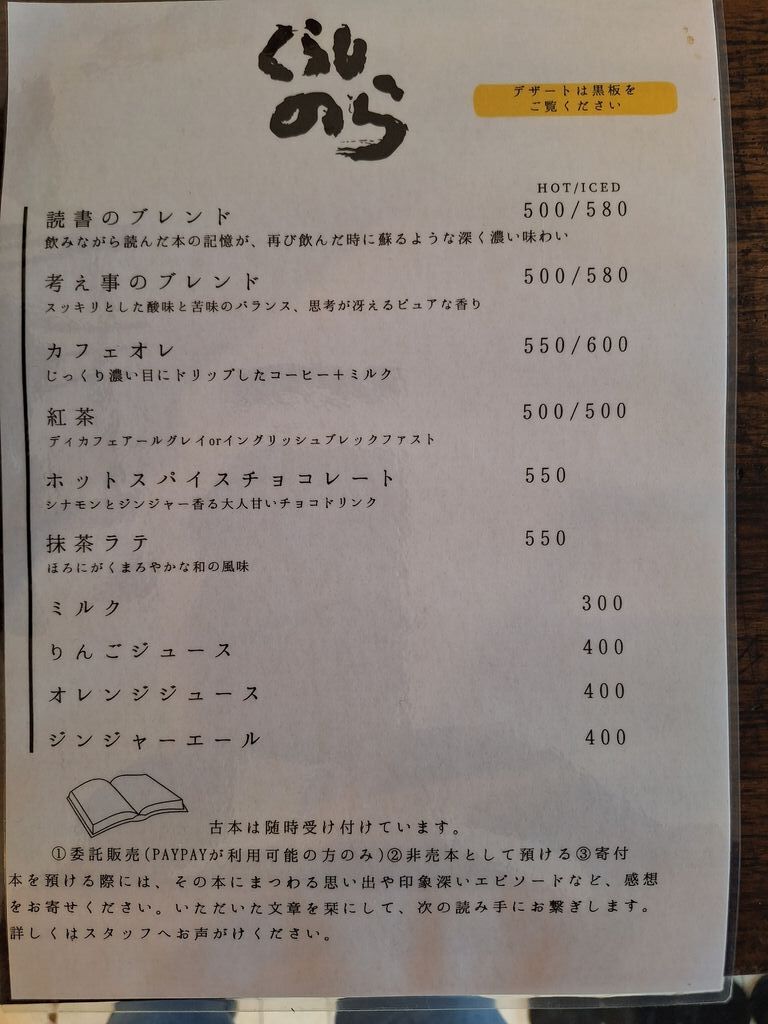 くらしの
のら
デザートは黒板を
ご覧ください
HOT/ICED
読書のブレンド 500/580
飲みながら読んだ本の記憶が、再び飲んだ時に蘇るような深く濃い味わい
考え事のブレンド 500/580
スッキリとした酸味と苦味のバランス、思考が冴えるピュアな香り
カフェオレ 550/600
じっくり濃い目にドリップしたコーヒー＋ミルク
紅茶 500/500
ディカフェアールグレイorイングリッシュブレックファスト
ホットスパイスチョコレート 550
シナモンとジンジャー香る大人甘いチョコドリンク
抹茶ラテ 550
ほろにがくまろやかな和の風味
ミルク 300
りんごジュース 400
オレンジジュース 400
ジンジャーエール 400
古本は随時受け付けています。
①委託販売(PAYPAYが利用可能の方のみ)②非売本として預ける③寄付
本を預ける際には、その本にまつわる思い出や印象深いエピソードなど、感想
をお寄せください。いただいた文章を栞にして、次の読み手にお繋ぎします。
詳しくはスタッフへお声がけください。